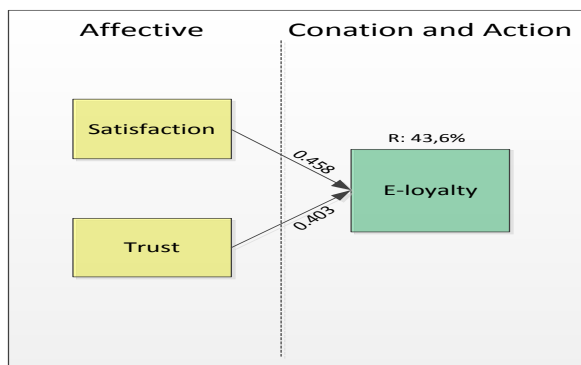 Affective
Conation and Action
Satisfaction
R: 43,6%
0.458
E-loyalty
0.403
Trust